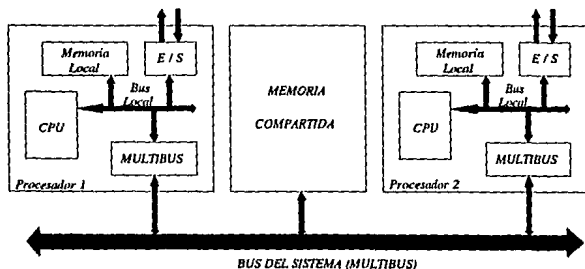 Memoria
Local
E / S
Bus
Local
CPU
MULTIBUS
Procesador 1
MEMORIA
COMPARTIDA
Memoria
Local
E / S
Bus
Local
CPU
MULTIBUS
Procesador 2
BUS DEL SISTEMA (MULTIBUS)